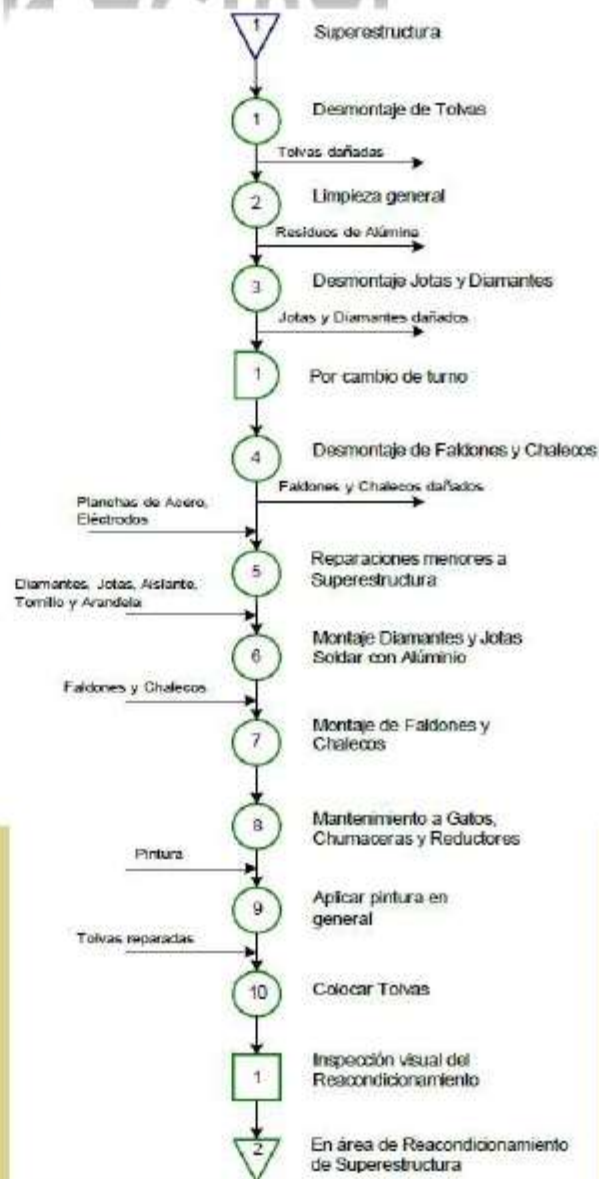 1
Superestructura
1
Desmontaje de Tolvas
Tolvas dañadas
2
Limpieza general
Residuos de Alúmina
3
Desmontaje Jotas y Diamantes
Jotas y Diamantes dañados
1
Por cambio de turno
4
Desmontaje de Faldones y Chalecos
Faldones y Chalecos dañados
Planchas de Acero,
Eléctrodos
5
Reparaciones menores a
Superestructura
Diamantes, Jotas, Aislante,
Tornillo y Arandela
6
Montaje Diamantes y Jotas
Soldar con Alúminio
Faldones y Chalecos
7
Montaje de Faldones y
Chalecos
8
Mantenimiento a Gatos,
Chumaceras y Reductores
Pintura
9
Aplicar pintura en
general
Tolvas reparadas
10
Colocar Tolvas
1
Inspección visual del
Reacondicionamiento
2
En área de Reacondicionamiento
de Superestructura